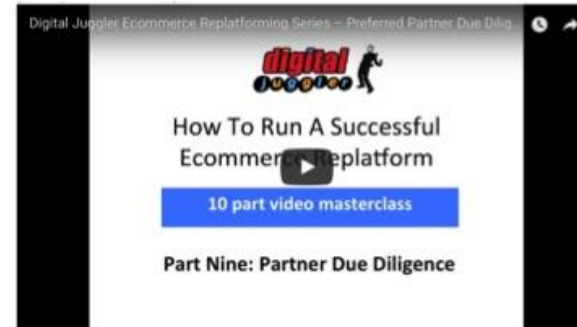 Digital Juggler Ecommerce Replatforming Series – Preferred Partner Due Dilig
digital
juggler
How To Run A Successful
Ecommerce Replatform
10 part video masterclass
Part Nine: Partner Due Diligence